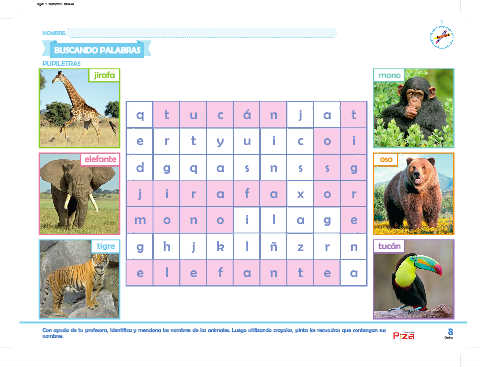 NOMBRE:
BUSCANDO PALABRAS
PUPILETRAS
jirafa
mono
q t u c á n j a t
e r t y u i c o i
elefante
oso
d g q a s n s s g
j i r a f a x o r
m o n o i l a g e
tigre
tucán
g h j k l ñ z r n
e l e f a n t e a
Con ayuda de tu profesora, identifica y menciona los nombres de los animales. Luego utilizando crayolas, pinta los recuadros que contengan su
nombre.
8